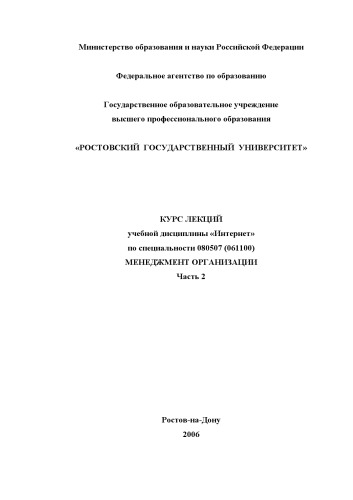 Министерство образования и науки Российской Федерации
Федеральное агентство по образованию
Государственное образовательное учреждение
высшего профессионального образования
«РОСТОВСКИЙ ГОСУДАРСТВЕННЫЙ УНИВЕРСИТЕТ»
КУРС ЛЕКЦИЙ
учебной дисциплины «Интернет»
по специальности 080507 (061100)
МЕНЕДЖМЕНТ ОРГАНИЗАЦИИ
Часть 2
Ростов-на-Дону
2006